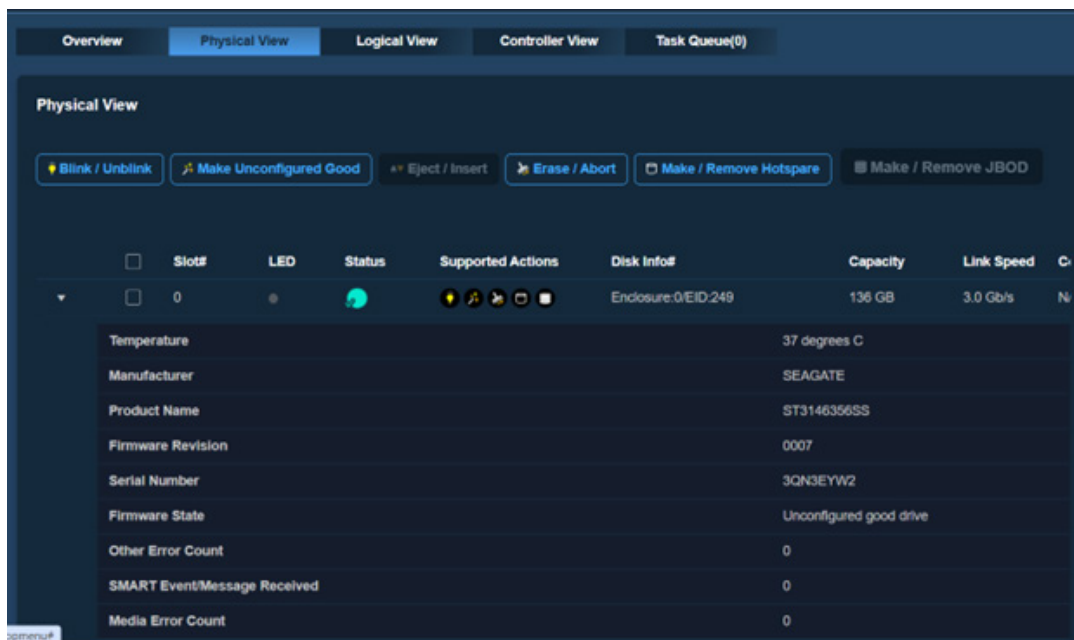 Overview Physical View Logical View Controller View Task Queue(0)
Physical View
Blink / Unblink Make Unconfigured Good Eject / Insert Erase / Abort Make / Remove Hotspare Make / Remove JBOD
Slot# LED Status Supported Actions Disk Info# Capacity Link Speed
0 Enclosure:0/EID:249 136 GB 3.0 Gb/s
Temperature 37 degrees C
Manufacturer SEAGATE
Product Name ST3146356SS
Firmware Revision 0007
Serial Number 3QN3EYW2
Firmware State Unconfigured good drive
Other Error Count 0
SMART Event/Message Received 0
Media Error Count 0
opmenu#